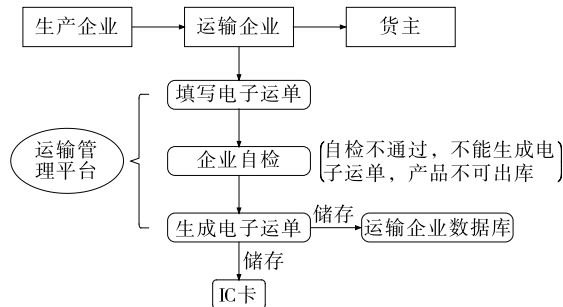 生产企业
运输企业
货主
填写电子运单
运输管
理平台
企业自检
自检不通过，不能生成电
子运单，产品不可出库
生成电子运单
储存
运输企业数据库
储存
IC卡